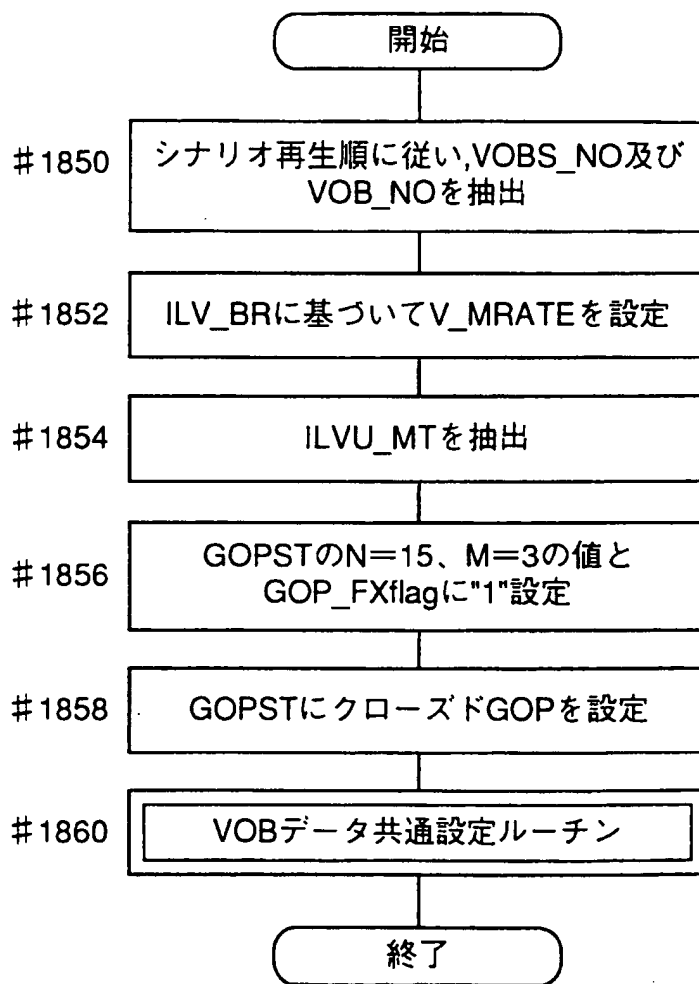 開始
#1850
シナリオ再生順に従い,VOBS_NO及び
VOB_NOを抽出
#1852
ILV_BRに基づいてV_MRATEを設定
#1854
ILVU_MTを抽出
#1856
GOPSTのN=15、M=3の値と
GOP_FXflagに"1"設定
#1858
GOPSTにクローズドGOPを設定
#1860
VOBデータ共通設定ルーチン
終了